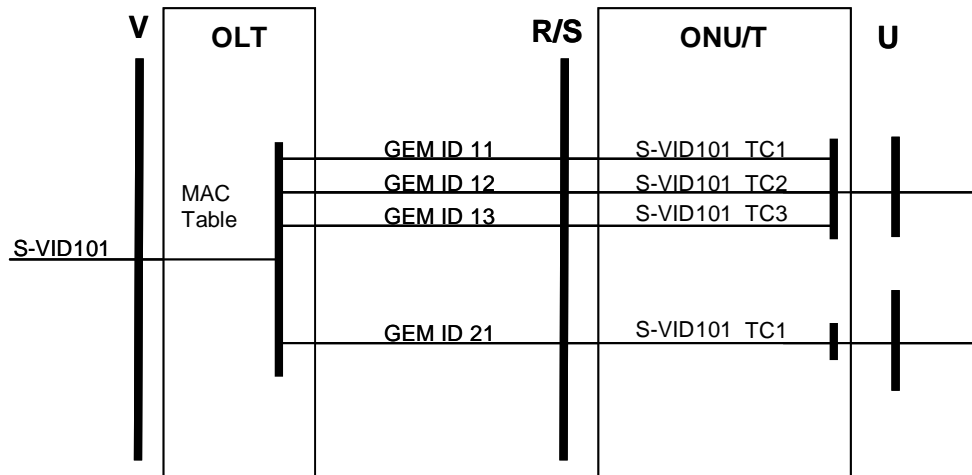 V
OLT
R/S
ONU/T
U
GEM ID 11
S-VID101 TC1
MAC
Table
GEM ID 12
S-VID101 TC2
GEM ID 13
S-VID101 TC3
S-VID101
GEM ID 21
S-VID101 TC1